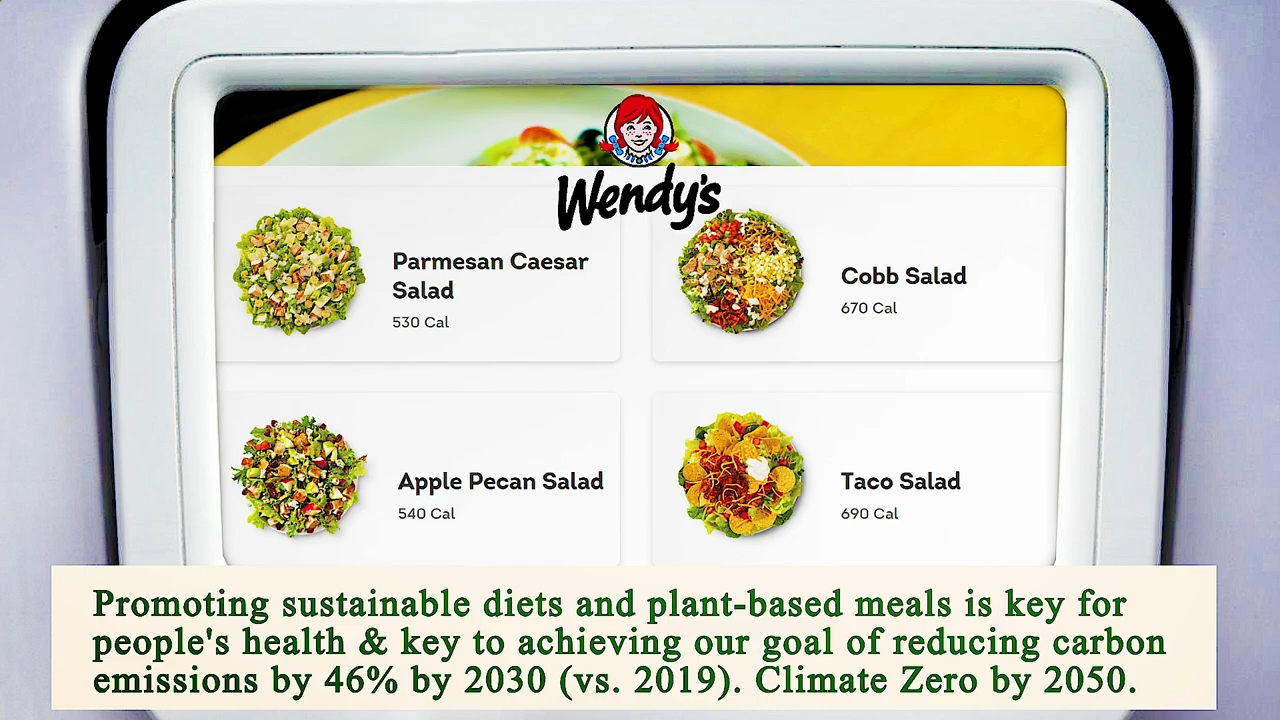 Wendy's
Parmesan Caesar
Salad
530 Cal
Cobb Salad
670 Cal
Apple Pecan Salad
540 Cal
Taco Salad
690 Cal
Promoting sustainable diets and plant-based meals is key for
people's health & key to achieving our goal of reducing carbon
emissions by 46% by 2030 (vs. 2019). Climate Zero by 2050.